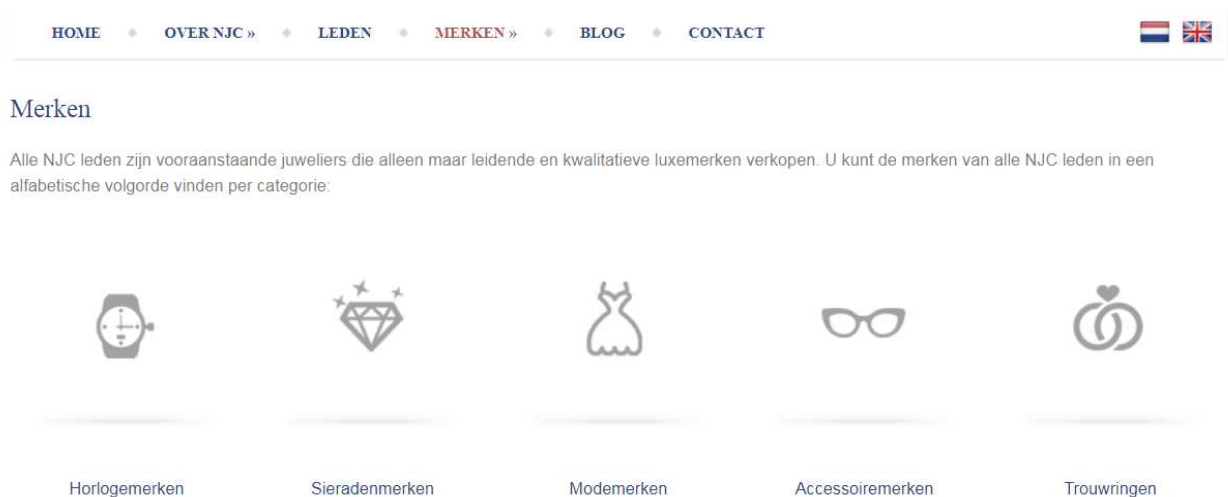 HOME OVER NJC » LEDEN MERKEN » BLOG CONTACT
Merken
Alle NJC leden zijn vooraanstaande juweliers die alleen maar leidende en kwalitatieve luxemerken verkopen. U kunt de merken van alle NJC leden in een
alfabetische volgorde vinden per categorie:
Horlogemerken Sieradenmerken Modemerken Accessoiremerken Trouwringen